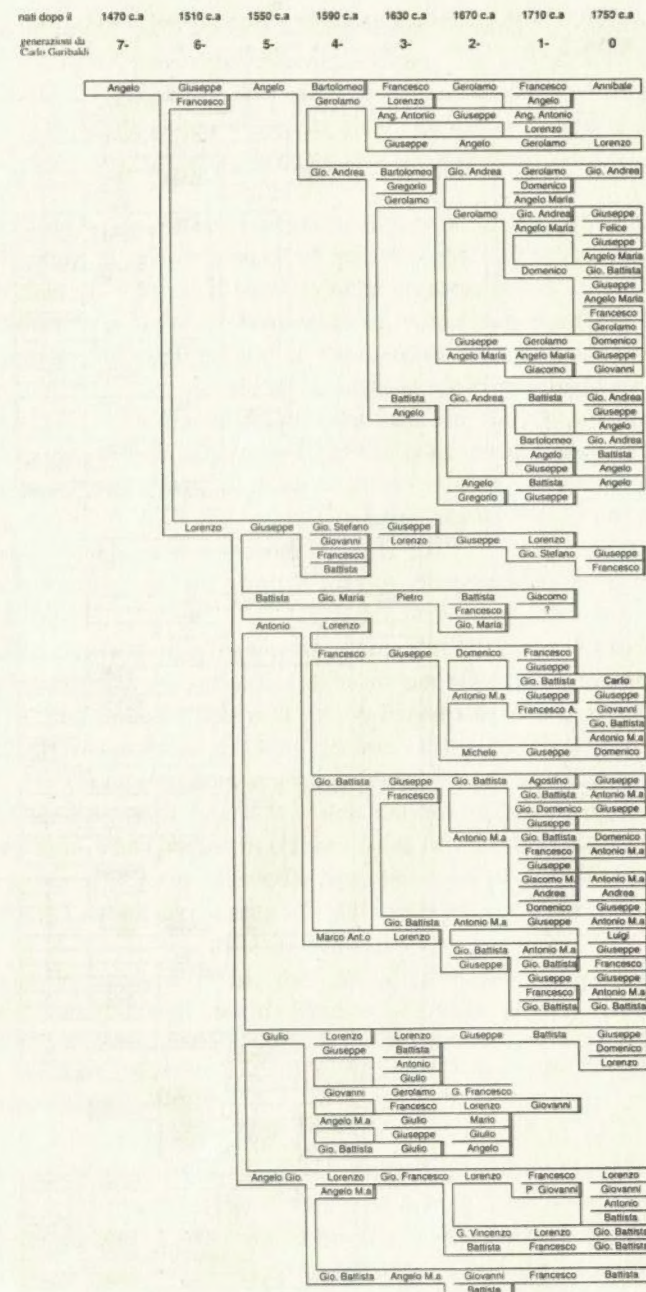 nati dopo il 1470 c.a 1510 c.a 1550 c.a 1590 c.a 1630 c.a 1670 c.a 1710 c.a 1750 c.a
generazioni da
Carlo Garibaldi 7- 6- 5- 4- 3- 2- 1- 0
Angelo Giuseppe Angelo Bartolomeo Francesco Gerolamo Francesco Annibale
Francesco Gerolamo Lorenzo Angelo
Ang. Antonio Giuseppe Ang. Antonio
Lorenzo
Giuseppe Angelo Gerolamo Lorenzo
Gio. Andrea Bartolomeo Gio. Andrea Gerolamo Gio. Andrea
Gregorio Domenico
Gerolamo Angelo Maria
Gerolamo Gio. Andrea Giuseppe
Angelo Maria Felice
Giuseppe
Angelo Maria
Domenico Gio. Battista
Giuseppe
Angelo Maria
Francesco
Gerolamo
Giuseppe Gerolamo Domenico
Angelo Maria Angelo Maria Giuseppe
Giacomo Giovanni
Battista Gio. Andrea Battista Gio. Andrea
Angelo Giuseppe
Angelo
Bartolomeo Gio. Andrea
Angelo Battista
Giuseppe Angelo
Angelo Battista Angelo
Gregorio Giuseppe
Lorenzo Giuseppe Gio. Stefano Giuseppe
Giovanni Lorenzo Giuseppe Lorenzo
Francesco Gio. Stefano Giuseppe
Battista Francesco
Battista Gio. Maria Pietro Battista Giacomo
Francesco ?
Antonio Lorenzo Gio. Maria
Francesco Giuseppe Domenico Francesco
Giuseppe
Gio. Battista Carlo
Antonio M.a Giuseppe Giuseppe
Francesco A. Giovanni
Gio. Battista
Antonio M.a
Michele Giuseppe Domenico
Gio. Battista Giuseppe Gio. Battista Agostino Giuseppe
Francesco Gio. Battista Antonio M.a
Gio. Domenico Giuseppe
Giuseppe
Antonio M.a Gio. Battista Domenico
Francesco Antonio M.a
Giuseppe
Giacomo M. Antonio M.a
Andrea Andrea
Domenico Giuseppe
Gio. Battista Antonio M.a Giuseppe Antonio M.a
Marco Ant.o Lorenzo Luigi
Gio. Battista Antonio M.a Giuseppe
Giuseppe Gio. Battista Francesco
Giuseppe Giuseppe
Francesco Antonio M.a
Gio. Battista Gio. Battista
Giulio Lorenzo Lorenzo Giuseppe Battista Giuseppe
Giuseppe Battista Domenico
Antonio Lorenzo
Giulio
Giovanni Gerolamo G. Francesco
Francesco Lorenzo Giovanni
Angelo M.a Giulio Mario
Giuseppe Giulio
Gio. Battista Giulio Angelo
Angelo Gio. Lorenzo Gio. Francesco Lorenzo Francesco Lorenzo
Angelo M.a P. Giovanni Giovanni
Antonio
Battista
G. Vincenzo Lorenzo Gio. Battista
Battista Francesco Gio. Battista
Gio. Battista Angelo M.a Giovanni Francesco Battista
Battista